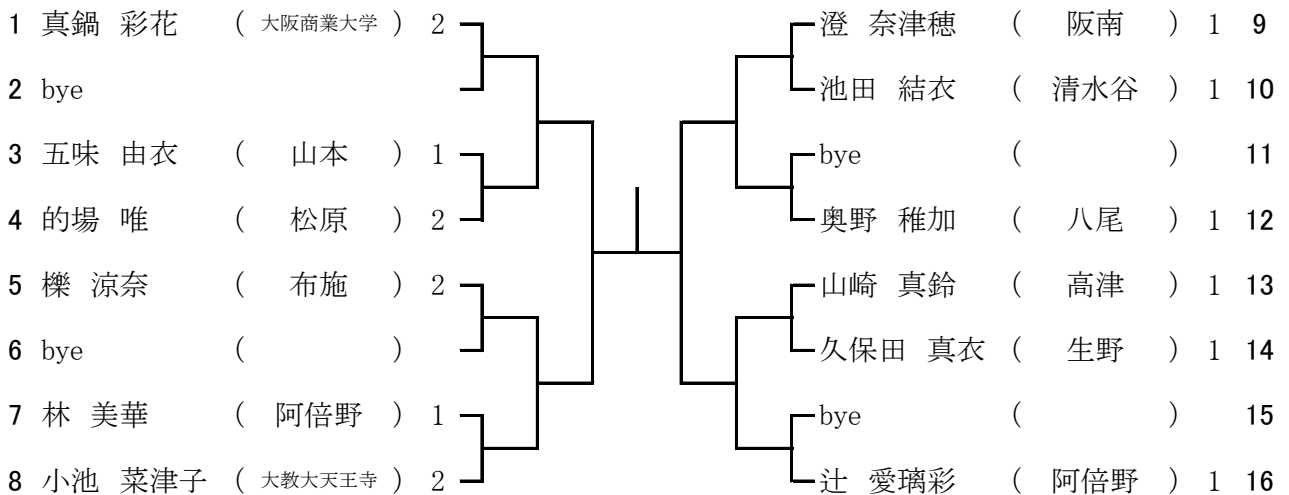 1 真鍋 彩花 ( 大阪商業大学 ) 2
2 bye
3 五味 由衣 ( 山本 ) 1
4 的場 唯 ( 松原 ) 2
5 櫟 涼奈 ( 布施 ) 2
6 bye ( )
7 林 美華 ( 阿倍野 ) 1
8 小池 菜津子 ( 大教大天王寺 ) 2
澄 奈津穂 ( 阪南 ) 1 9
池田 結衣 ( 清水谷 ) 1 10
bye ( ) 11
奥野 稚加 ( 八尾 ) 1 12
山崎 真鈴 ( 高津 ) 1 13
久保田 真衣 ( 生野 ) 1 14
bye ( ) 15
辻 愛璃彩 ( 阿倍野 ) 1 16